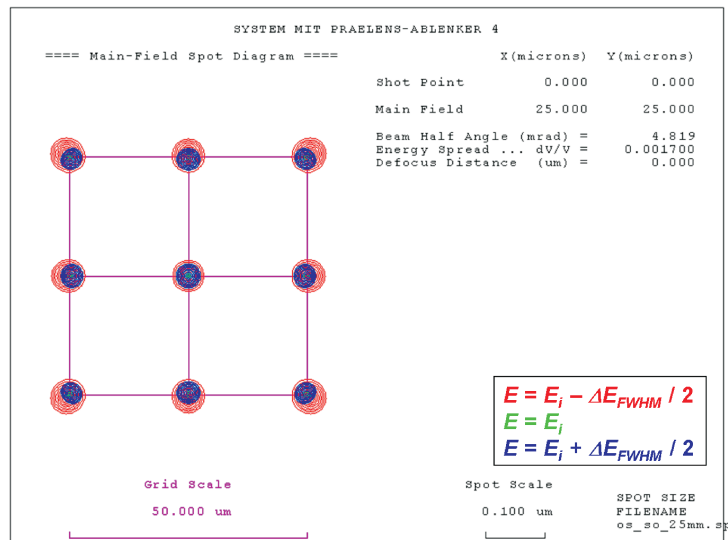 SYSTEM MIT PRAELENS-ABLENKER 4
==== Main-Field Spot Diagram ==== X(microns) Y(microns)
Shot Point 0.000 0.000
Main Field 25.000 25.000
Beam Half Angle (mrad) = 4.819
Energy Spread ... dV/V = 0.001700
Defocus Distance (um) = 0.000
E = Ei – ΔEFWHM / 2
E = Ei
E = Ei + ΔEFWHM / 2
Grid Scale Spot Scale
50.000 um 0.100 um
SPOT SIZE
FILENAME
os_so_25mm.sp